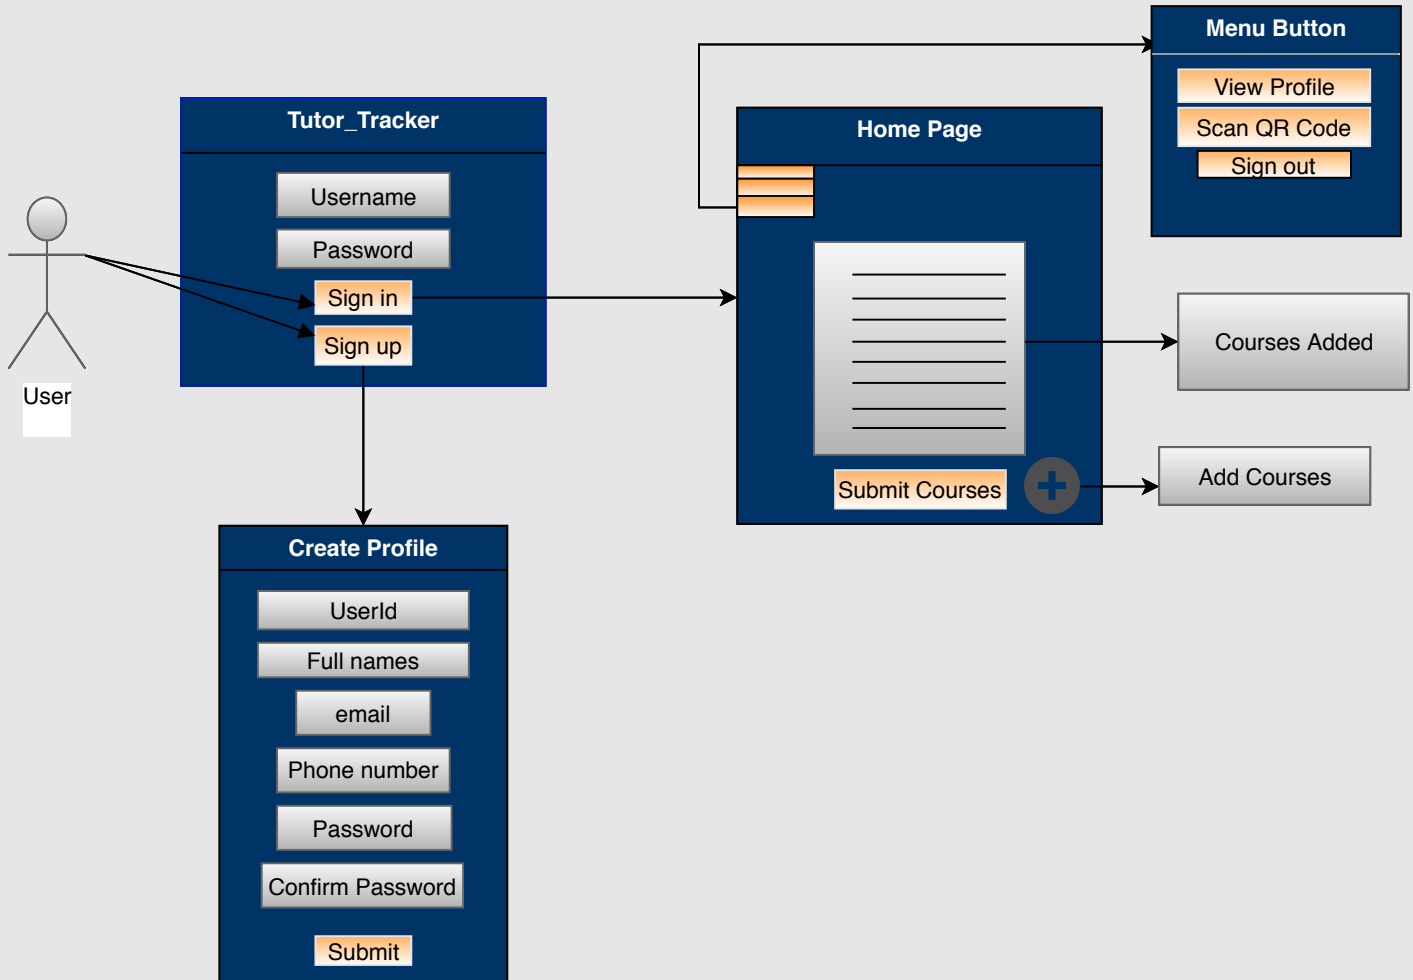 Menu Button
View Profile
Scan QR Code
Sign out
Tutor_Tracker
Username
Password
Sign in
Sign up
User
Home Page
Submit Courses
Courses Added
Add Courses
Create Profile
UserId
Full names
email
Phone number
Password
Confirm Password
Submit